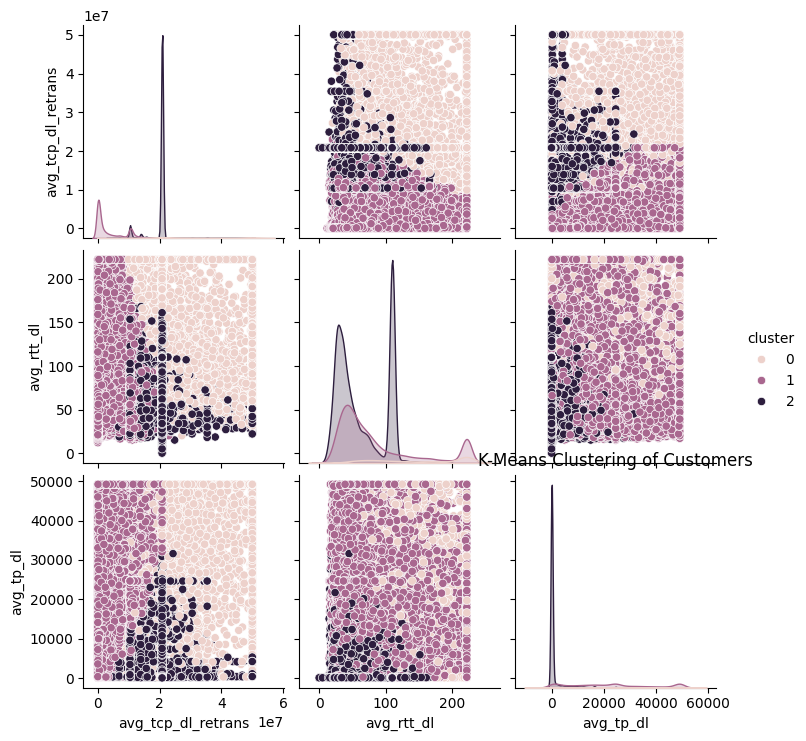 1e7
5
4
3
2
1
0
avg_tcp_dl_retrans
200
150
100
50
0
avg_rtt_dl
cluster
0
1
2
K-Means Clustering of Customers
50000
40000
30000
20000
10000
0
avg_tp_dl
0 2 4 6
avg_tcp_dl_retrans 1e7
0 100 200
avg_rtt_dl
0 20000 40000 60000
avg_tp_dl